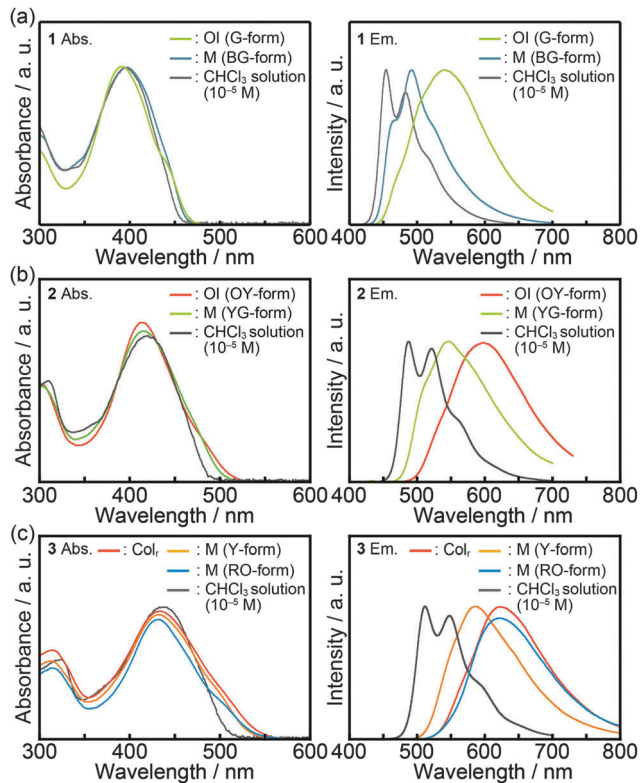 (a)
1 Abs.
: OI (G-form)
: M (BG-form)
: CHCl₃ solution
(10⁻⁵ M)
Absorbance / a. u.
300 400 500 600
Wavelength / nm
1 Em.
: OI (G-form)
: M (BG-form)
: CHCl₃ solution
(10⁻⁵ M)
Intensity / a. u.
400 500 600 700 800
Wavelength / nm
(b)
2 Abs.
: OI (OY-form)
: M (YG-form)
: CHCl₃ solution
(10⁻⁵ M)
Absorbance / a. u.
300 400 500 600
Wavelength / nm
2 Em.
: OI (OY-form)
: M (YG-form)
: CHCl₃ solution
(10⁻⁵ M)
Intensity / a. u.
400 500 600 700 800
Wavelength / nm
(c)
3 Abs. : Colᵣ : M (Y-form)
: M (RO-form)
: CHCl₃ solution
(10⁻⁵ M)
Absorbance / a. u.
300 400 500 600
Wavelength / nm
3 Em. : Colᵣ : M (Y-form)
: M (RO-form)
: CHCl₃ solution
(10⁻⁵ M)
Intensity / a. u.
400 500 600 700 800
Wavelength / nm